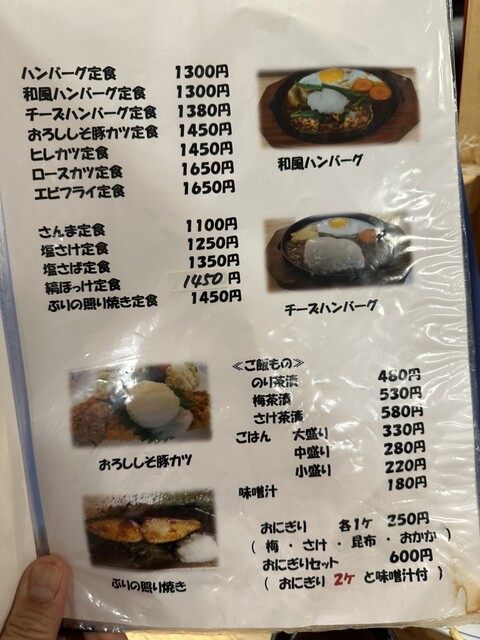 ハンバーグ定食 1300円
和風ハンバーグ定食 1300円
チーズハンバーグ定食 1380円
おろししそ豚カツ定食 1450円
ヒレカツ定食 1450円
ロースカツ定食 1650円
エビフライ定食 1650円
和風ハンバーグ
さんま定食 1100円
塩さけ定食 1250円
塩さば定食 1350円
縞ほっけ定食 1450円
ぶりの照り焼き定食 1450円
チーズハンバーグ
おろししそ豚カツ
ぶりの照り焼き
≪ご飯もの≫
のり茶漬 480円
梅茶漬 530円
さけ茶漬 580円
ごはん 大盛り 330円
中盛り 280円
小盛り 220円
味噌汁 180円
おにぎり 各1ケ 250円
( 梅 ・ さけ ・ 昆布 ・ おかか )
おにぎりセット 600円
( おにぎり 2ケ と味噌汁付 )